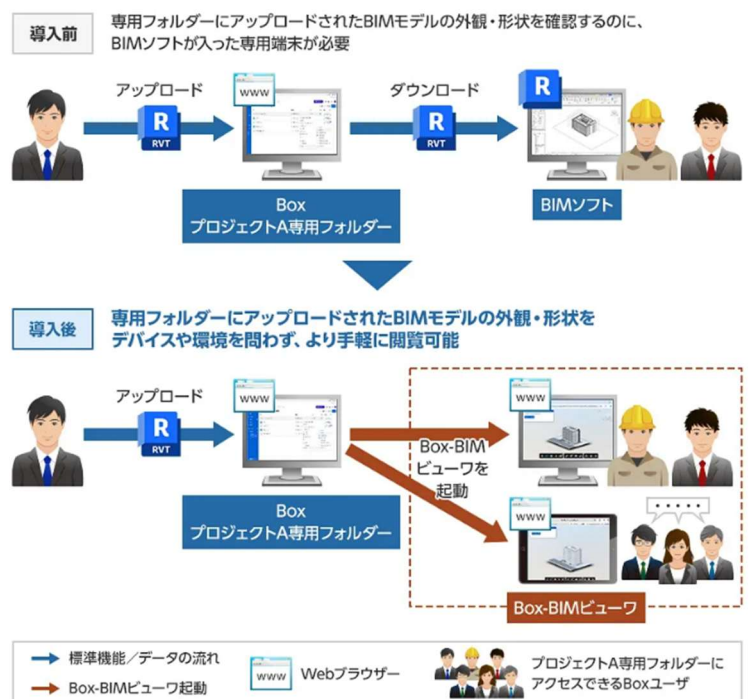 導入前
専用フォルダーにアップロードされたBIMモデルの外観・形状を確認するのに、
BIMソフトが入った専用端末が必要
アップロード
R
RVT
www
ダウンロード
R
RVT
R
Box
プロジェクトA専用フォルダー
BIMソフト
導入後
専用フォルダーにアップロードされたBIMモデルの外観・形状を
デバイスや環境を問わず、より手軽に閲覧可能
アップロード
R
RVT
www
Box
プロジェクトA専用フォルダー
Box-BIM
ビューワを
起動
www
www
Box-BIMビューワ
標準機能／データの流れ
Box-BIMビューワ起動
www
Webブラウザー
プロジェクトA専用フォルダーに
アクセスできるBoxユーザ